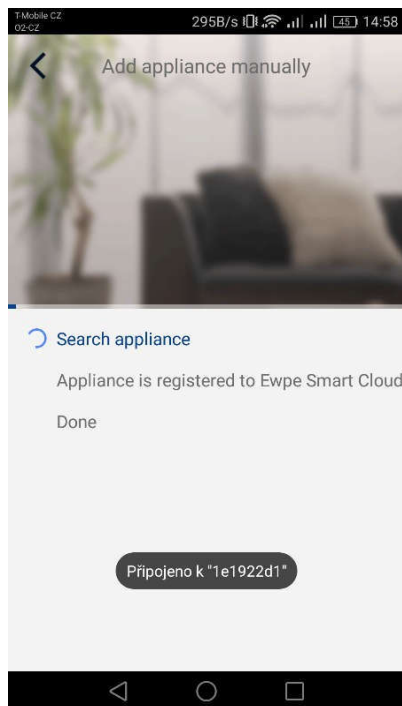 T-Mobile CZ
O2-CZ
295B/s 45 14:58
Add appliance manually
Search appliance
Appliance is registered to Ewpe Smart Cloud
Done
Připojeno k "1e1922d1"